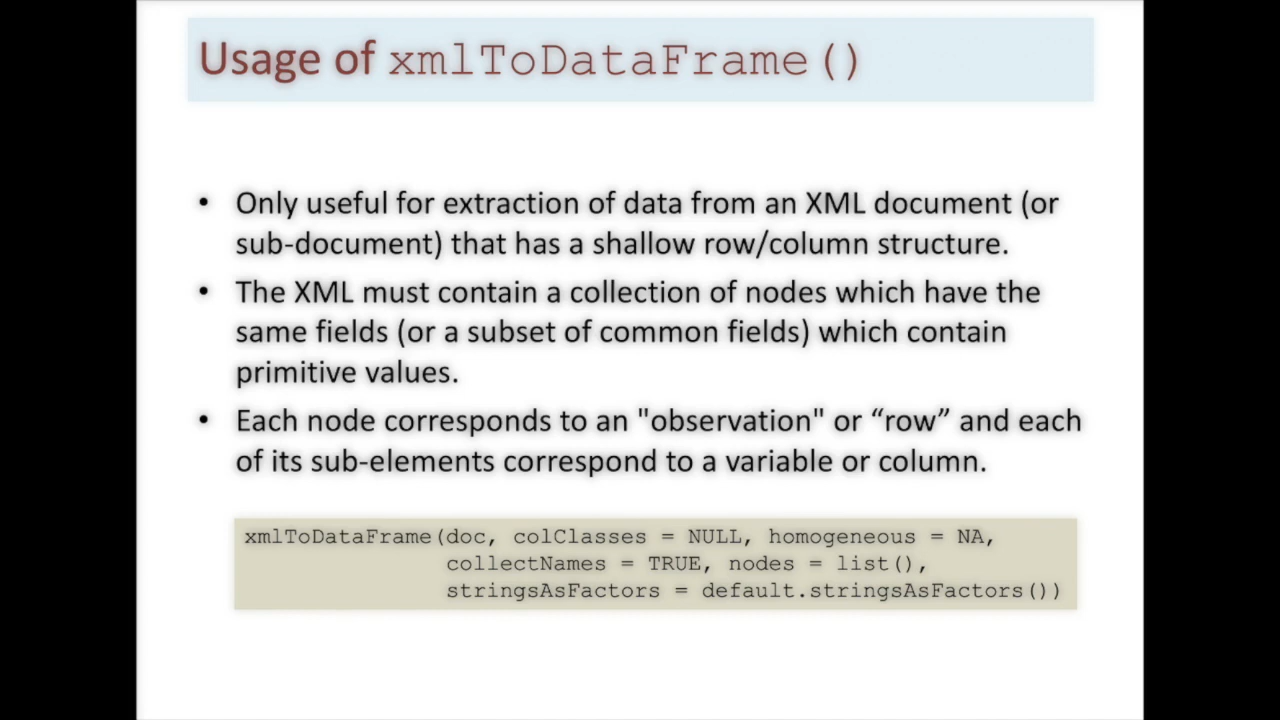 Usage of xmlToDataFrame()
• Only useful for extraction of data from an XML document (or
sub-document) that has a shallow row/column structure.
• The XML must contain a collection of nodes which have the
same fields (or a subset of common fields) which contain
primitive values.
• Each node corresponds to an "observation" or “row” and each
of its sub-elements correspond to a variable or column.
xmlToDataFrame(doc, colClasses = NULL, homogeneous = NA,
collectNames = TRUE, nodes = list(),
stringsAsFactors = default.stringsAsFactors())